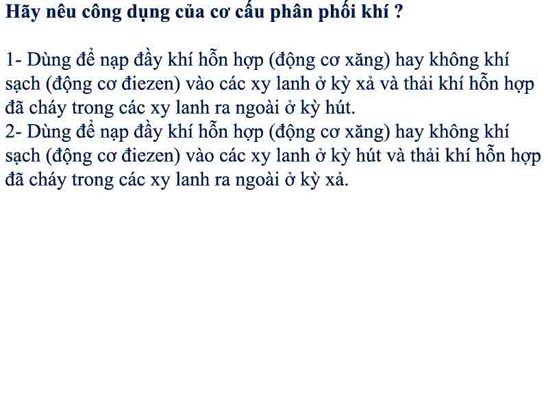 Hãy nêu công dụng của cơ cấu phân phối khí ?
1- Dùng để nạp đầy khí hỗn hợp (động cơ xăng) hay không khí
sạch (động cơ điezen) vào các xy lanh ở kỳ xả và thải khí hỗn hợp
đã cháy trong các xy lanh ra ngoài ở kỳ hút.
2- Dùng để nạp đầy khí hỗn hợp (động cơ xăng) hay không khí
sạch (động cơ điezen) vào các xy lanh ở kỳ hút và thải khí hỗn hợp
đã cháy trong các xy lanh ra ngoài ở kỳ xả.